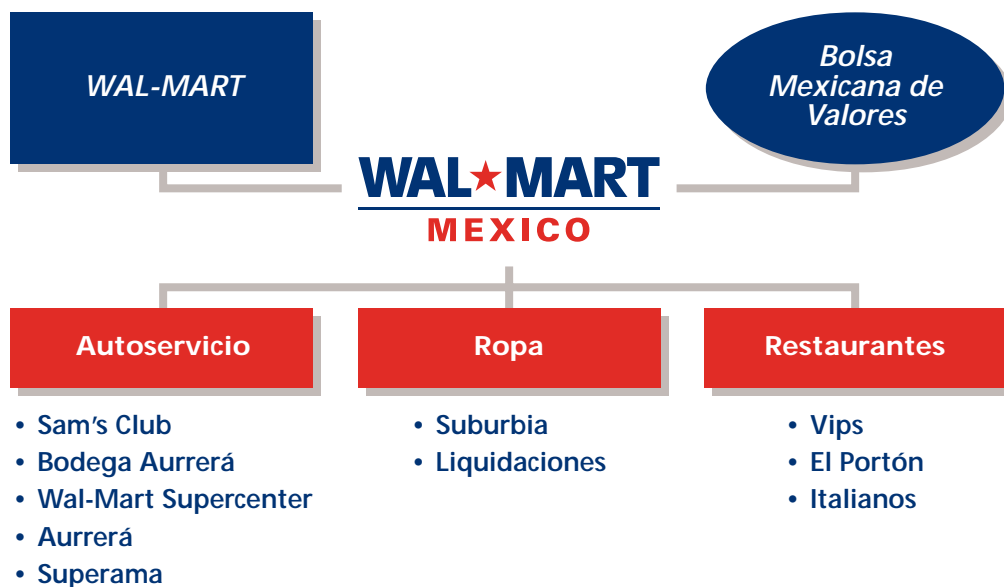 WAL-MART
Bolsa
Mexicana de
Valores
WAL★MART
MEXICO
Autoservicio
• Sam's Club
• Bodega Aurrerá
• Wal-Mart Supercenter
• Aurrerá
• Superama
Ropa
• Suburbia
• Liquidaciones
Restaurantes
• Vips
• El Portón
• Italianos